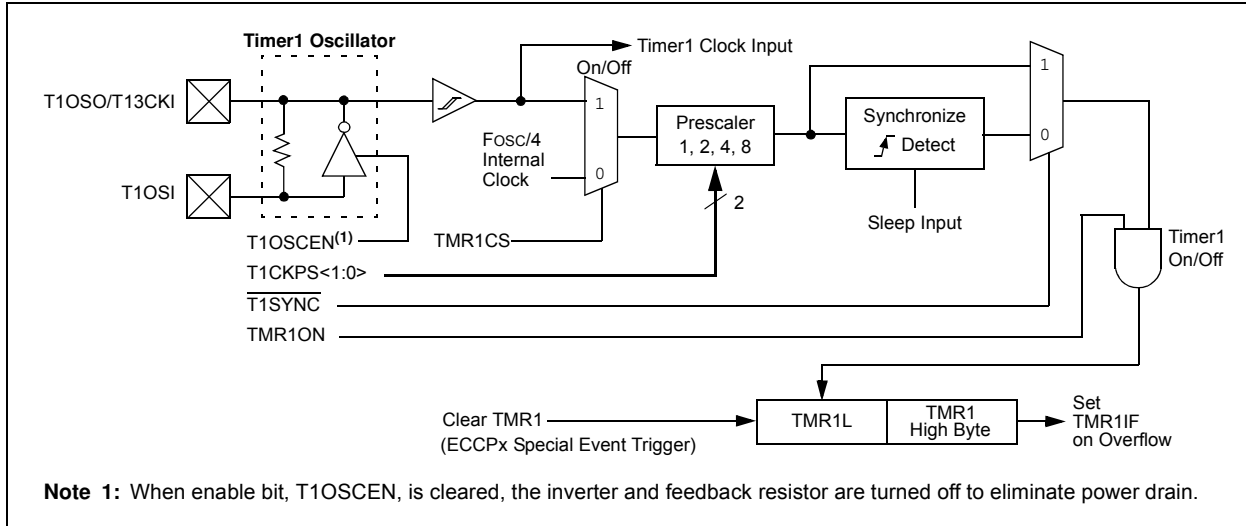 Timer1 Oscillator
Timer1 Clock Input
On/Off
T1OSO/T13CKI
1
FOSC/4
Internal
Clock
0
Prescaler
1, 2, 4, 8
Synchronize
Detect
1
0
T1OSI
2
Sleep Input
T1OSCEN(1)
TMR1CS
Timer1
On/Off
T1CKPS<1:0>
T1SYNC
TMR1ON
Clear TMR1
(ECCPx Special Event Trigger)
TMR1L
TMR1
High Byte
Set
TMR1IF
on Overflow
Note 1: When enable bit, T1OSCEN, is cleared, the inverter and feedback resistor are turned off to eliminate power drain.